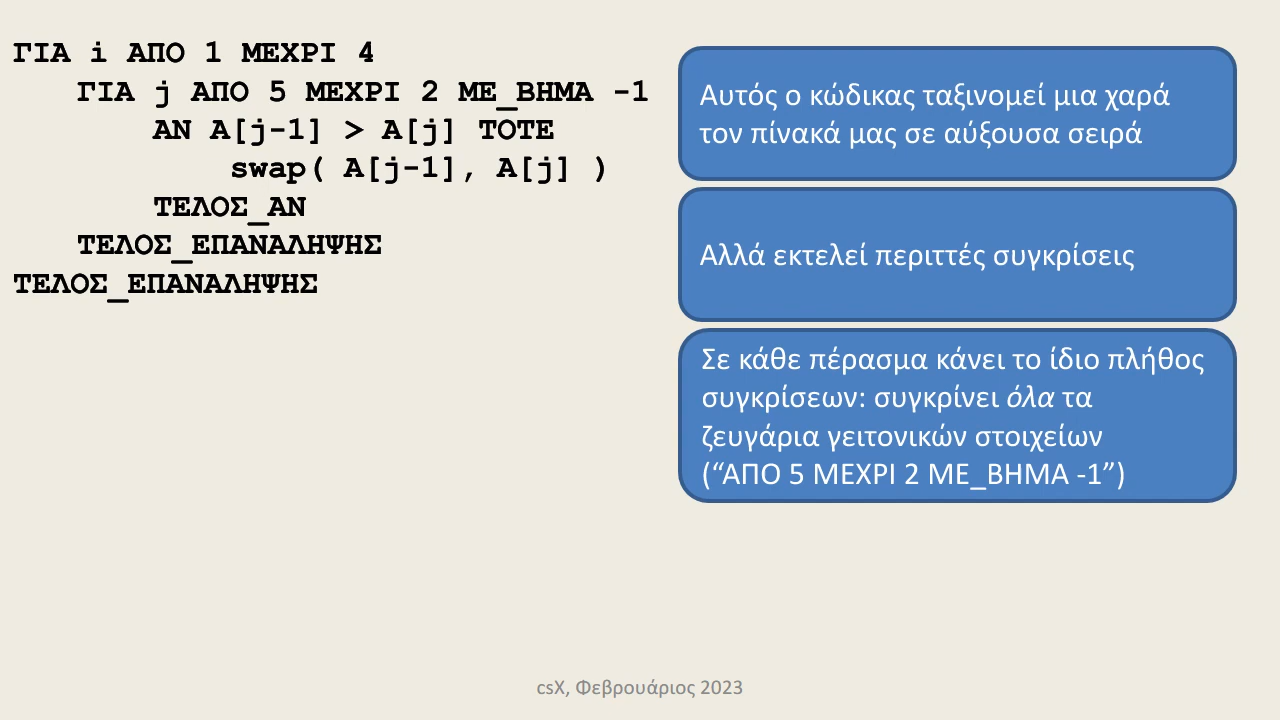 ΓΙΑ i ΑΠΟ 1 ΜΕΧΡΙ 4
ΓΙΑ j ΑΠΟ 5 ΜΕΧΡΙ 2 ΜΕ_ΒΗΜΑ -1
ΑΝ Α[j-1] > Α[j] ΤΟΤΕ
swap( Α[j-1], Α[j] )
ΤΕΛΟΣ_ΑΝ
ΤΕΛΟΣ_ΕΠΑΝΑΛΗΨΗΣ
ΤΕΛΟΣ_ΕΠΑΝΑΛΗΨΗΣ
Αυτός ο κώδικας ταξινομεί μια χαρά
τον πίνακά μας σε αύξουσα σειρά
Αλλά εκτελεί περιττές συγκρίσεις
Σε κάθε πέρασμα κάνει το ίδιο πλήθος
συγκρίσεων: συγκρίνει όλα τα
ζευγάρια γειτονικών στοιχείων
(“ΑΠΟ 5 ΜΕΧΡΙ 2 ΜΕ_ΒΗΜΑ -1”)
csX, Φεβρουάριος 2023